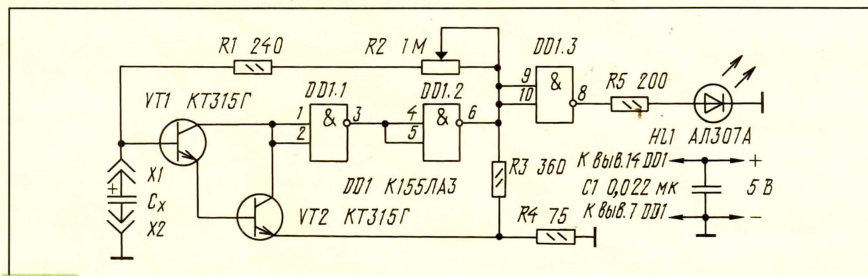 R1 240
R2 1М
DD1.1
DD1.2
DD1.3
VT1 КТ315Г
&
&
&
1
2
3
4
5
6
9
10
8
R5 200
HL1 АЛ307А
X1
+
Cx
X2
DD1 К155ЛА3
VT2 КТ315Г
R3 360
R4 75
К выв.14 DD1
+
C1 0,022 мк
5 В
К выв.7 DD1
−